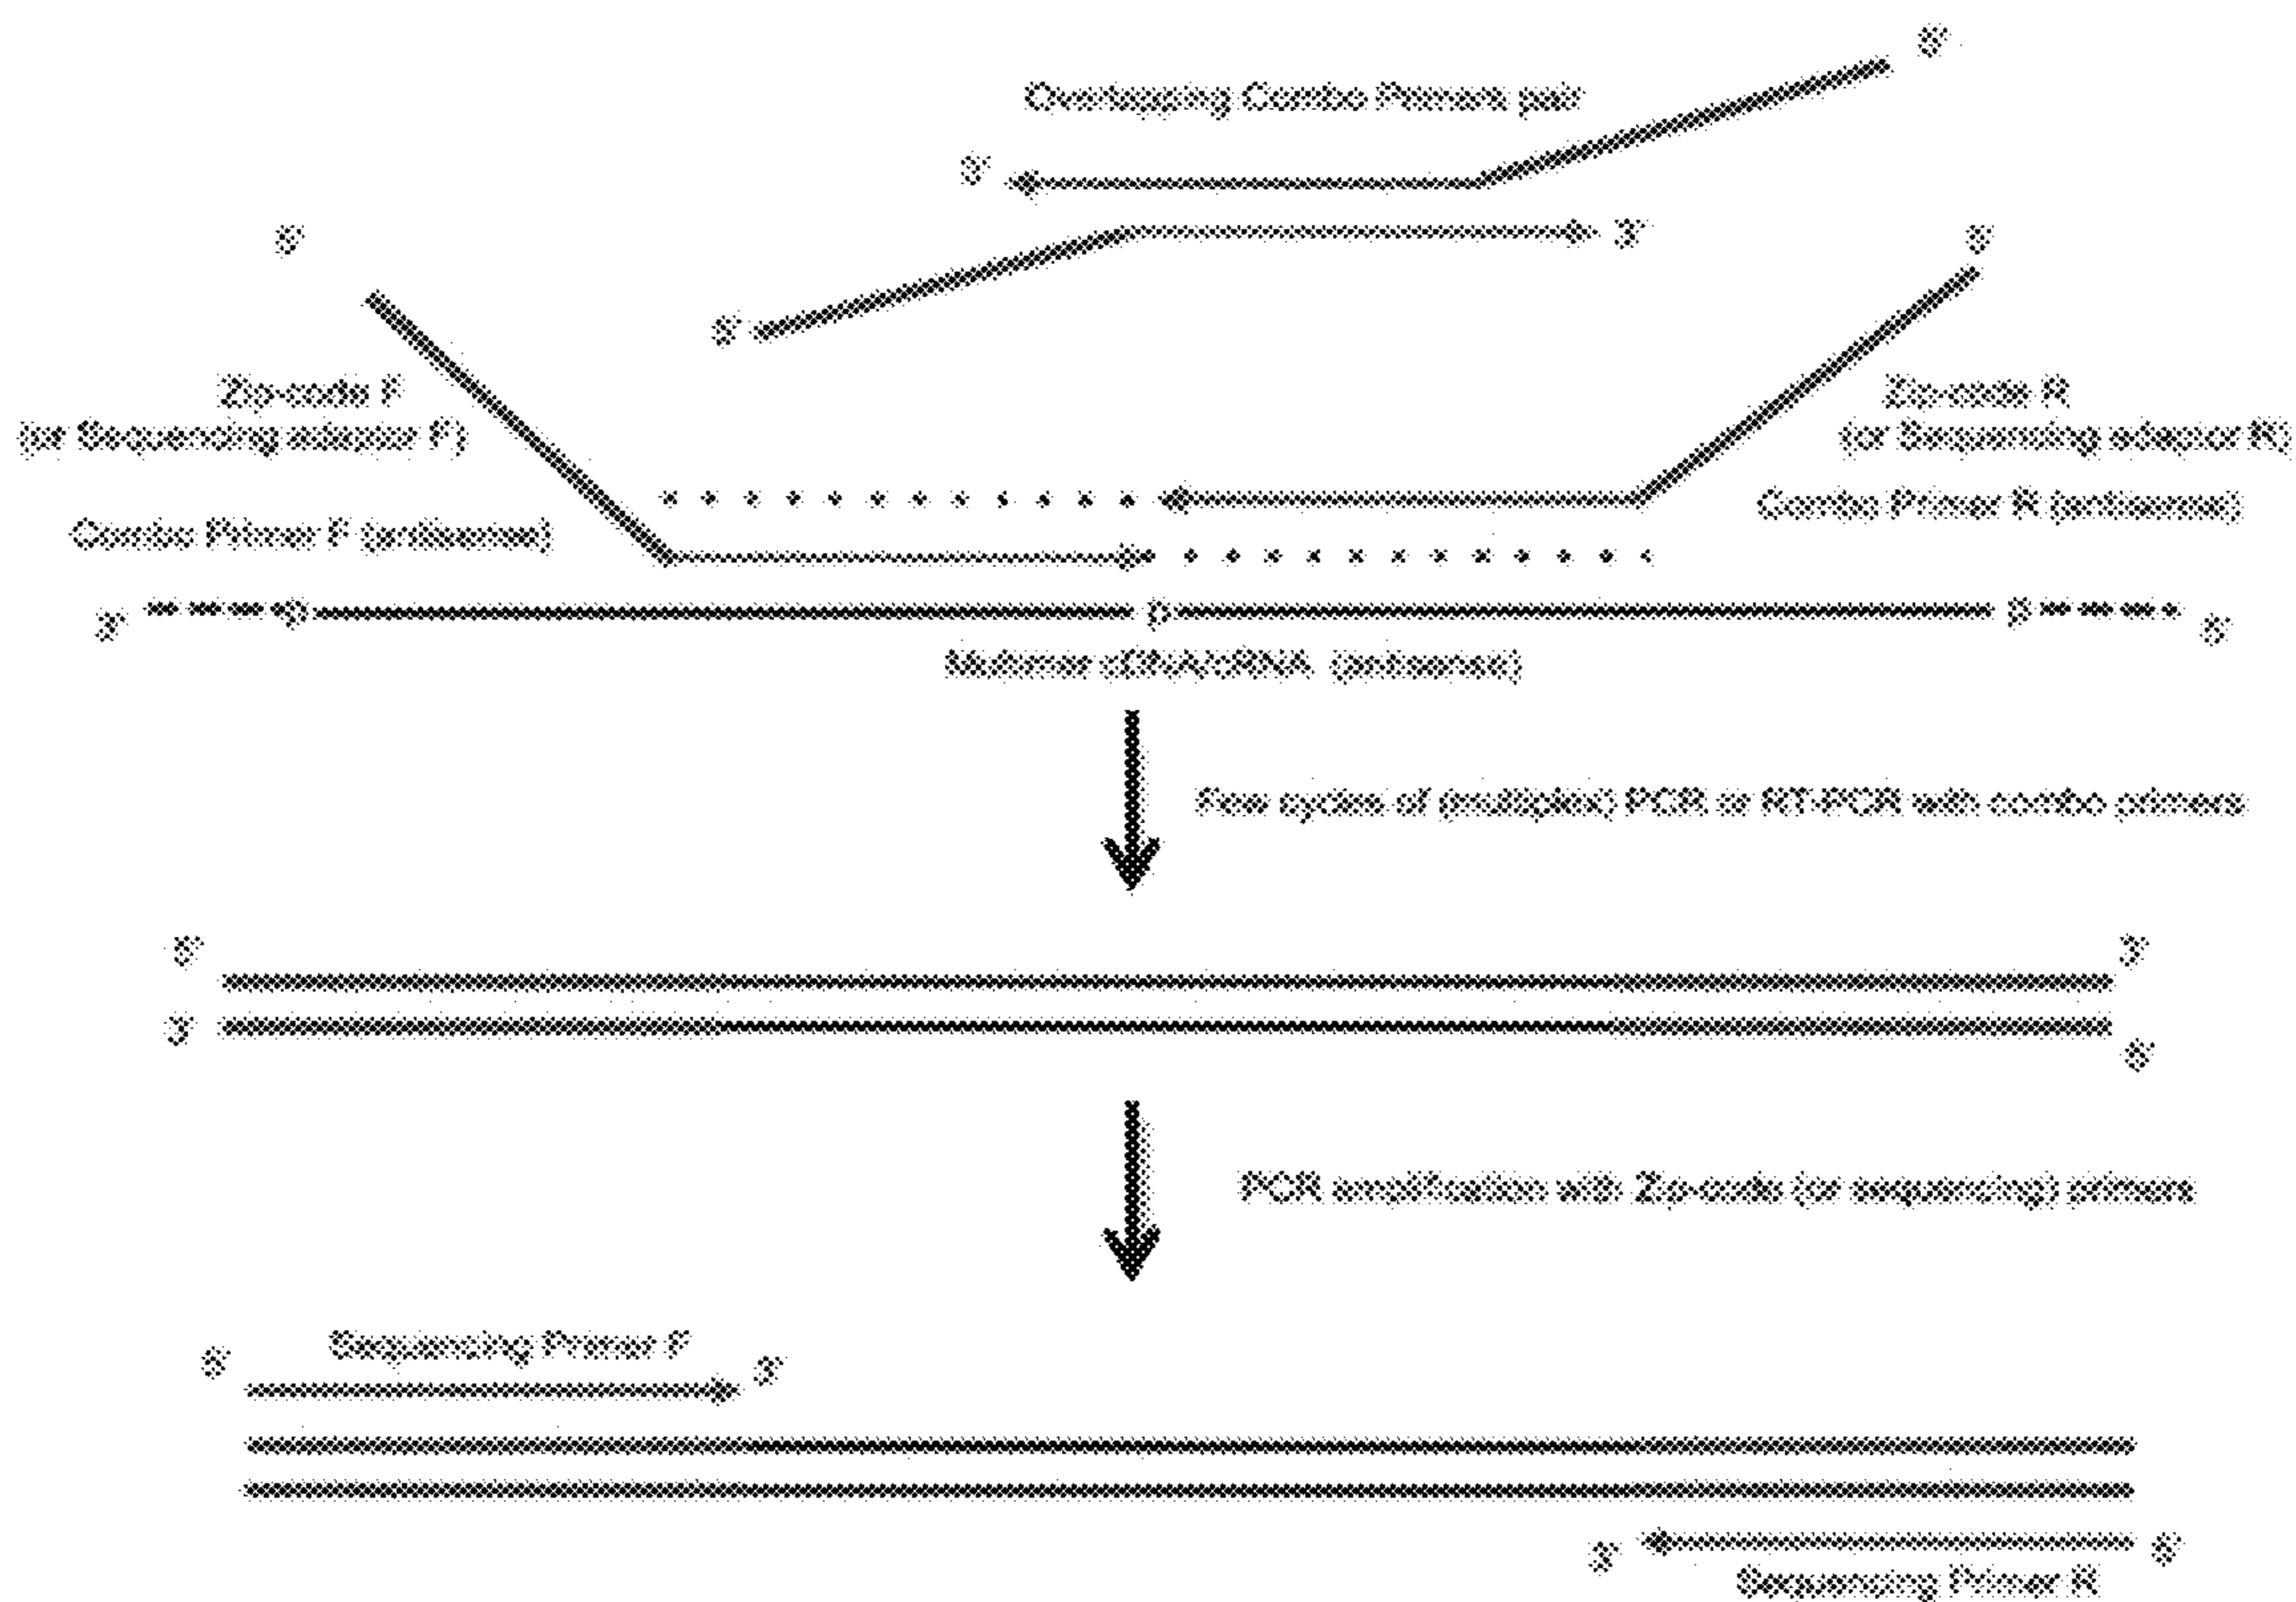 5'
Overlapping Combo Primers pair
3'
5'
3'
5'
5'
Zip-code F
Zip-code R
(or Sequencing adaptor F)
(or Sequencing adaptor R)
Combo Primer R (antisense)
Combo Primer F (antisense)
3'
5'
Multimer cDNA/RNA (antisense)
Few cycles of (multiplex) PCR or RT-PCR with combo primers
5'
3'
3'
5'
PCR amplification with Zip-code (or sequencing) primers
Sequencing Primer F
5'
3'
3'
5'
Sequencing Primer R